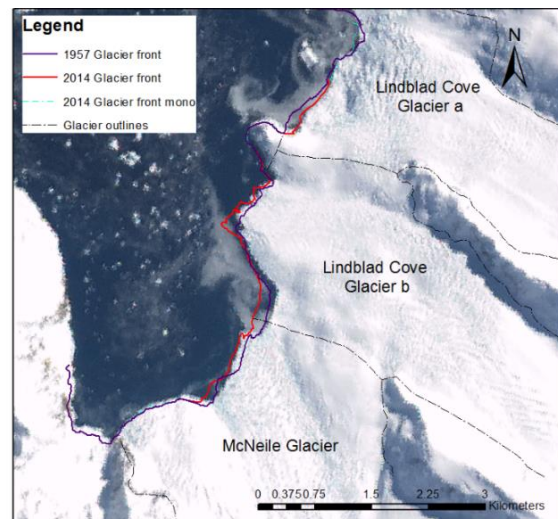 Legend
1957 Glacier front
2014 Glacier front
2014 Glacier front mono
Glacier outlines
N
Lindblad Cove
Glacier a
Lindblad Cove
Glacier b
McNeile Glacier
0 0.375 0.75 1.5 2.25 3
Kilometers